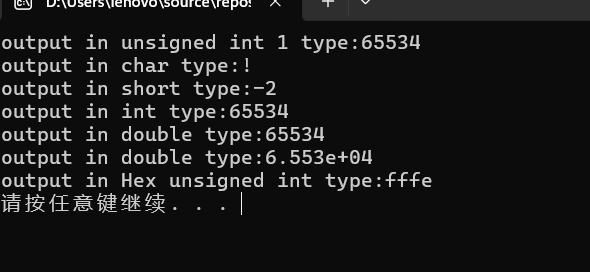 D:\Users\lenovo\source\repos
output in unsigned int 1 type:65534
output in char type:!
output in short type:-2
output in int type:65534
output in double type:65534
output in double type:6.553e+04
output in Hex unsigned int type:fffe
请按任意键继续. . .